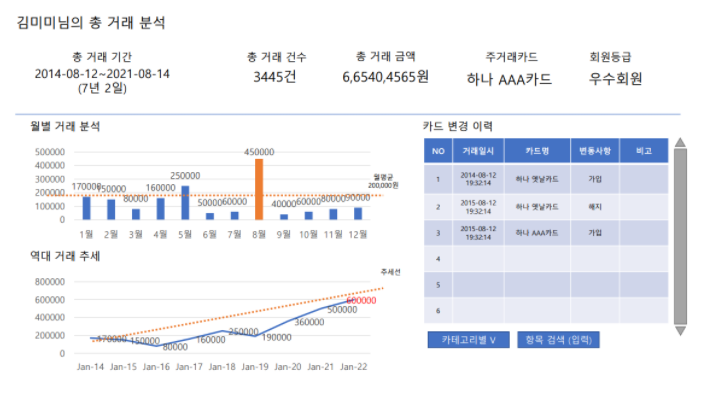 김미미님의 총 거래 분석
총 거래 기간
2014-08-12~2021-08-14
(7년 2일)
총 거래 건수
3445건
총 거래 금액
6,6540,4565원
주거래카드
하나 AAA카드
회원등급
우수회원
월별 거래 분석
500000
400000
300000
200000
100000
0
170000
150000
80000
160000
250000
50000
60000
450000
40000
60000
80000
90000
월평균
200,000원
1월 2월 3월 4월 5월 6월 7월 8월 9월 10월 11월 12월
역대 거래 추세
추세선
800000
600000
400000
200000
0
170000
150000
80000
160000
250000
190000
360000
500000
600000
Jan-14 Jan-15 Jan-16 Jan-17 Jan-18 Jan-19 Jan-20 Jan-21 Jan-22
카드 변경 이력
NO 거래일시 카드명 변동사항 비고
1 2014-08-12 19:32:14 하나 옛날카드 가입
2 2015-08-12 19:32:14 하나 옛날카드 해지
3 2015-08-12 19:32:14 하나 AAA카드 가입
4
5
6
카테고리별 V
항목 검색 (입력)